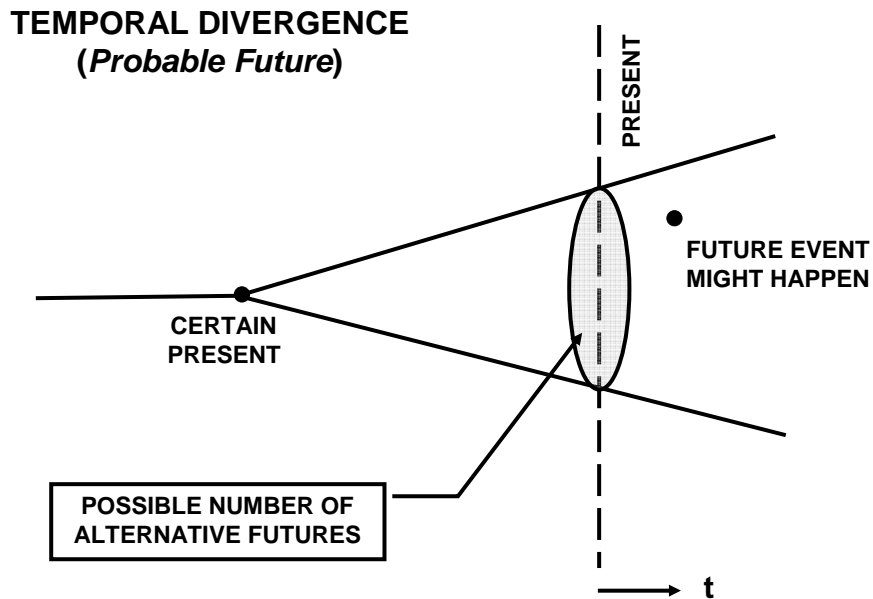 TEMPORAL DIVERGENCE
(Probable Future)
PRESENT
FUTURE EVENT
MIGHT HAPPEN
CERTAIN
PRESENT
POSSIBLE NUMBER OF
ALTERNATIVE FUTURES
t